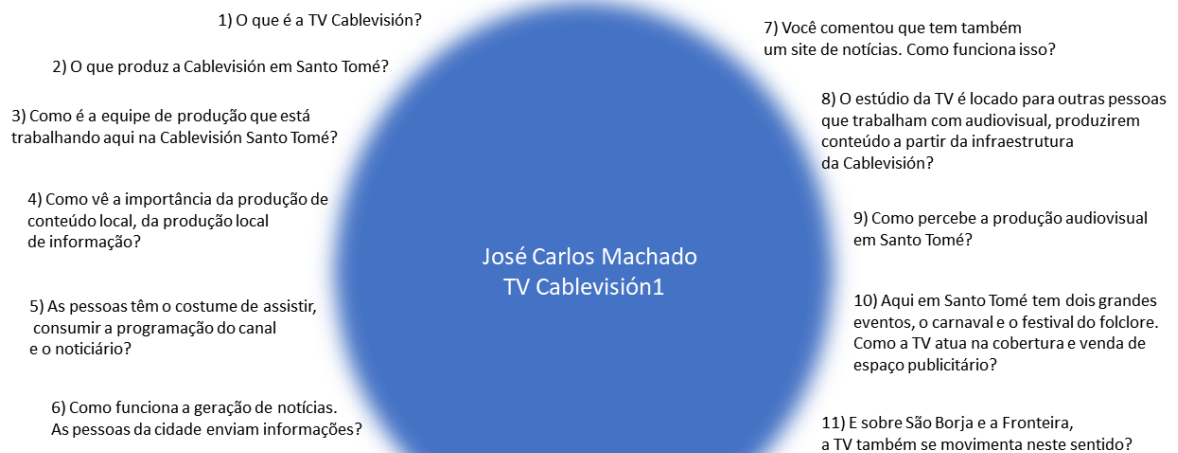 1) O que é a TV Cablevisión?
2) O que produz a Cablevisión em Santo Tomé?
3) Como é a equipe de produção que está
trabalhando aqui na Cablevisión Santo Tomé?
4) Como vê a importância da produção de
conteúdo local, da produção local
de informação?
5) As pessoas têm o costume de assistir,
consumir a programação do canal
e o noticiário?
6) Como funciona a geração de notícias.
As pessoas da cidade enviam informações?
José Carlos Machado
TV Cablevisión1
7) Você comentou que tem também
um site de notícias. Como funciona isso?
8) O estúdio da TV é locado para outras pessoas
que trabalham com audiovisual, produzirem
conteúdo a partir da infraestrutura
da Cablevisión?
9) Como percebe a produção audiovisual
em Santo Tomé?
10) Aqui em Santo Tomé tem dois grandes
eventos, o carnaval e o festival do folclore.
Como a TV atua na cobertura e venda de
espaço publicitário?
11) E sobre São Borja e a Fronteira,
a TV também se movimenta neste sentido?